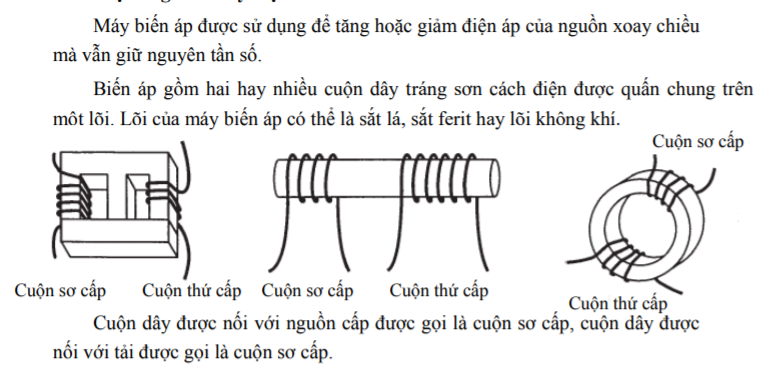 Máy biến áp được sử dụng để tăng hoặc giảm điện áp của nguồn xoay chiều
mà vẫn giữ nguyên tần số.
Biến áp gồm hai hay nhiều cuộn dây tráng sơn cách điện được quấn chung trên
môt lõi. Lõi của máy biến áp có thể là sắt lá, sắt ferit hay lõi không khí.
Cuộn sơ cấp
Cuộn sơ cấp Cuộn thứ cấp Cuộn sơ cấp Cuộn thứ cấp
Cuộn thứ cấp
Cuộn dây được nối với nguồn cấp được gọi là cuộn sơ cấp, cuộn dây được
nối với tải được gọi là cuộn sơ cấp.